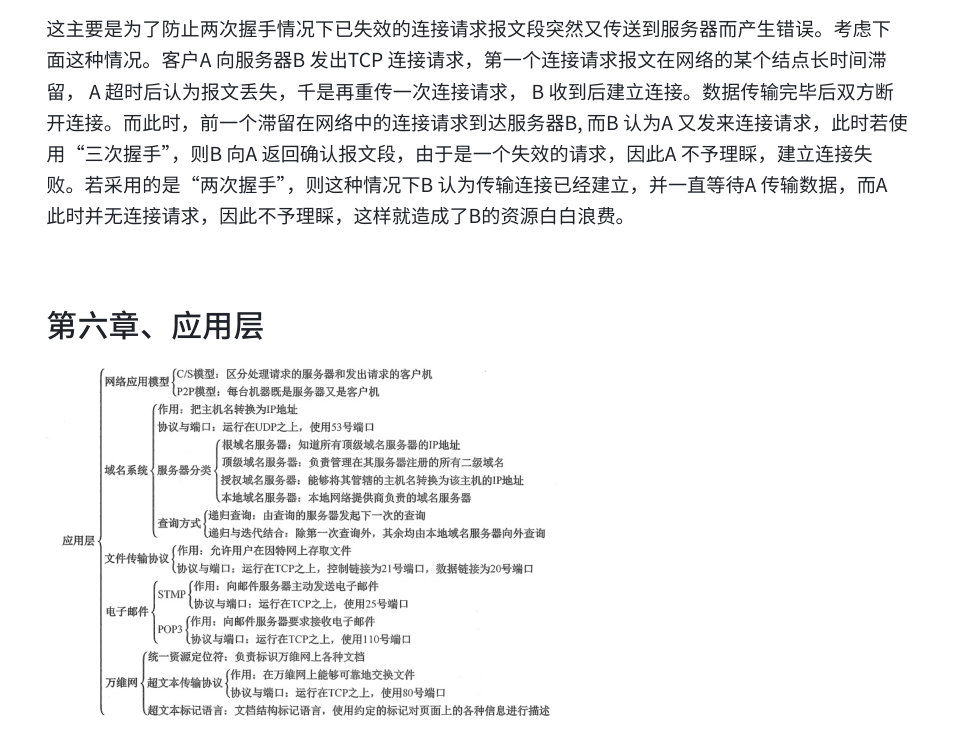 这主要是为了防止两次握手情况下已失效的连接请求报文段突然又传送到服务器而产生错误。考虑下
面这种情况。客户A 向服务器B 发出TCP 连接请求，第一个连接请求报文在网络的某个结点长时间滞
留， A 超时后认为报文丢失，千是再重传一次连接请求， B 收到后建立连接。数据传输完毕后双方断
开连接。而此时，前一个滞留在网络中的连接请求到达服务器B, 而B 认为A 又发来连接请求，此时若使
用“三次握手”，则B 向A 返回确认报文段，由于是一个失效的请求，因此A 不予理睬，建立连接失
败。若采用的是“两次握手”，则这种情况下B 认为传输连接已经建立，并一直等待A 传输数据，而A
此时并无连接请求，因此不予理睬，这样就造成了B的资源白白浪费。
第六章、应用层
应用层
网络应用模型
C/S模型：区分处理请求的服务器和发出请求的客户机
P2P模型：每台机器既是服务器又是客户机
域名系统
作用：把主机名转换为IP地址
协议与端口：运行在UDP之上，使用53号端口
服务器分类
根域名服务器：知道所有顶级域名服务器的IP地址
顶级域名服务器：负责管理在其服务器注册的所有二级域名
授权域名服务器：能够将其管辖的主机名转换为该主机的IP地址
本地域名服务器：本地网络提供商负责的域名服务器
查询方式
递归查询：由查询的服务器发起下一次的查询
递归与迭代结合：除第一次查询外，其余均由本地域名服务器向外查询
文件传输协议
作用：允许用户在因特网上存取文件
协议与端口：运行在TCP之上，控制链接为21号端口，数据链接为20号端口
电子邮件
STMP
作用：向邮件服务器主动发送电子邮件
协议与端口：运行在TCP之上，使用25号端口
POP3
作用：向邮件服务器要求接收电子邮件
协议与端口：运行在TCP之上，使用110号端口
万维网
统一资源定位符：负责标识万维网上各种文档
超文本传输协议
作用：在万维网上能够可靠地交换文件
协议与端口：运行在TCP之上，使用80号端口
超文本标记语言：文档结构标记语言，使用约定的标记对页面上的各种信息进行描述